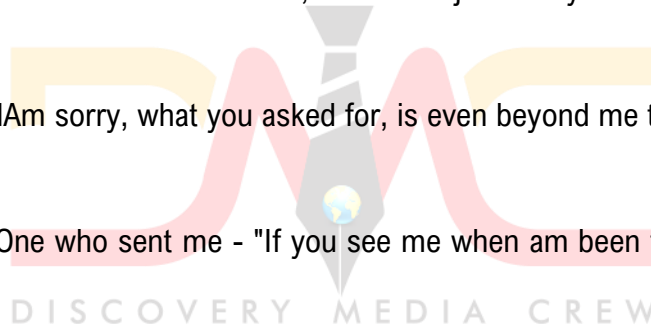 Am sorry, what you asked for, is even beyond me
One who sent me - "If you see me when am been
DISCOVERY MEDIA CREW